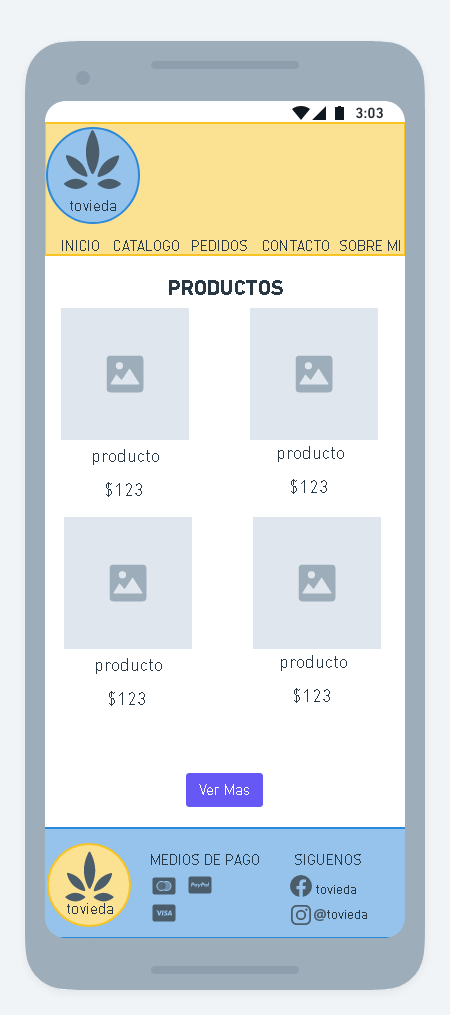 3:03
tovieda
INICIO CATALOGO PEDIDOS CONTACTO SOBRE MI
PRODUCTOS
producto producto
$123 $123
producto producto
$123 $123
Ver Mas
MEDIOS DE PAGO SIGUENOS
PayPal tovieda
VISA @tovieda
tovieda